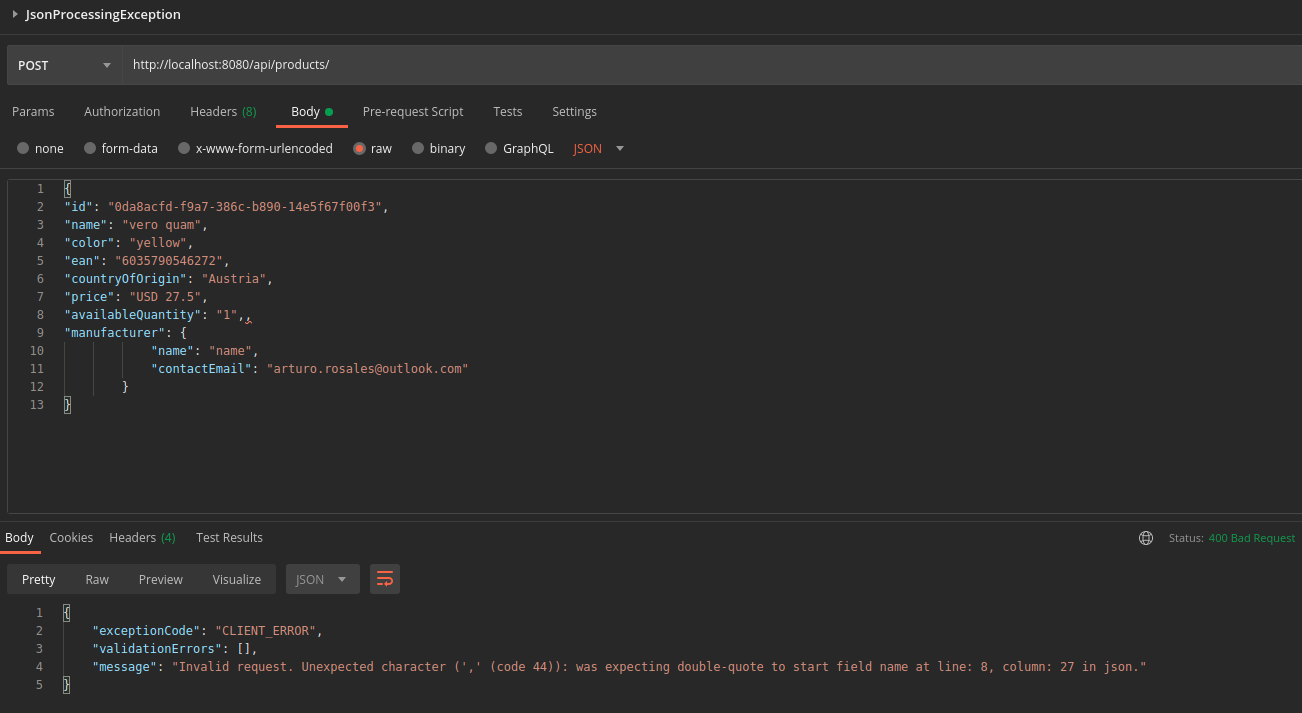 JsonProcessingException
POST http://localhost:8080/api/products/
Params Authorization Headers (8) Body Pre-request Script Tests Settings
none form-data x-www-form-urlencoded raw binary GraphQL JSON
1 {
2 "id": "0da8acfd-f9a7-386c-b890-14e5f67f00f3",
3 "name": "vero quam",
4 "color": "yellow",
5 "ean": "6035790546272",
6 "countryOfOrigin": "Austria",
7 "price": "USD 27.5",
8 "availableQuantity": "1",,
9 "manufacturer": {
10 "name": "name",
11 "contactEmail": "arturo.rosales@outlook.com"
12 }
13 }
Body Cookies Headers (4) Test Results Status: 400 Bad Request
Pretty Raw Preview Visualize JSON
1 {
2 "exceptionCode": "CLIENT_ERROR",
3 "validationErrors": [],
4 "message": "Invalid request. Unexpected character (',' (code 44)): was expecting double-quote to start field name at line: 8, column: 27 in json."
5 }